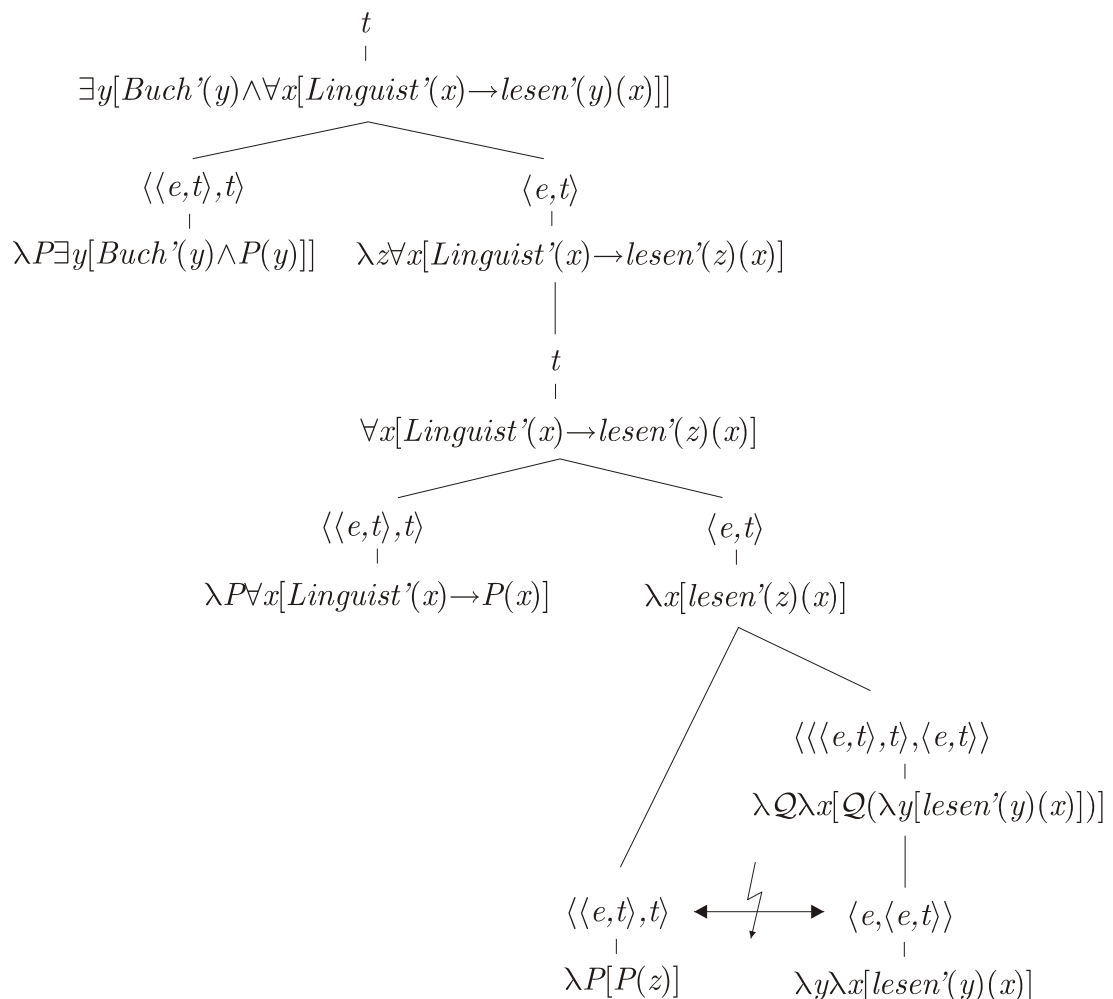 t
∃y[Buch’(y)∧∀x[Linguist’(x)→lesen’(y)(x)]]
⟨⟨e,t⟩,t⟩ ⟨e,t⟩
λP∃y[Buch’(y)∧P(y)]] λz∀x[Linguist’(x)→lesen’(z)(x)]
t
∀x[Linguist’(x)→lesen’(z)(x)]
⟨⟨e,t⟩,t⟩ ⟨e,t⟩
λP∀x[Linguist’(x)→P(x)] λx[lesen’(z)(x)]
⟨⟨⟨e,t⟩,t⟩,⟨e,t⟩⟩
λ𝒬λx[𝒬(λy[lesen’(y)(x)])]
⟨⟨e,t⟩,t⟩ ⟨e,⟨e,t⟩⟩
λP[P(z)] λyλx[lesen’(y)(x)]